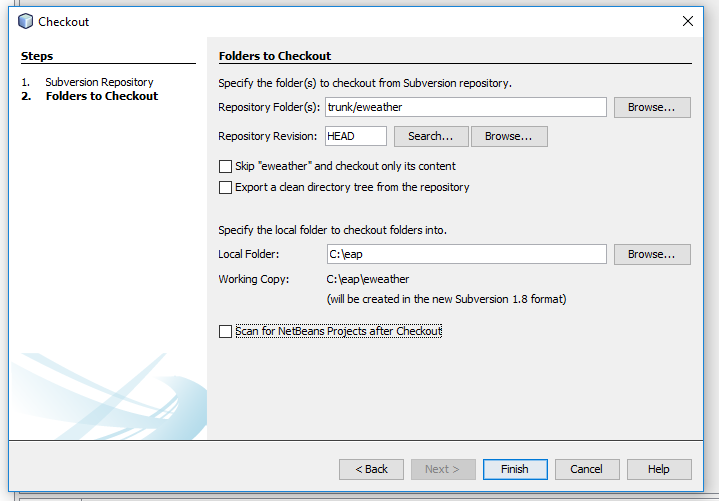 Checkout
Steps
1. Subversion Repository
2. Folders to Checkout
Folders to Checkout
Specify the folder(s) to checkout from Subversion repository.
Repository Folder(s): trunk/eweather Browse...
Repository Revision: HEAD Search... Browse...
Skip "eweather" and checkout only its content
Export a clean directory tree from the repository
Specify the local folder to checkout folders into.
Local Folder: C:\eap Browse...
Working Copy: C:\eap\eweather
(will be created in the new Subversion 1.8 format)
Scan for NetBeans Projects after Checkout
< Back Next > Finish Cancel Help